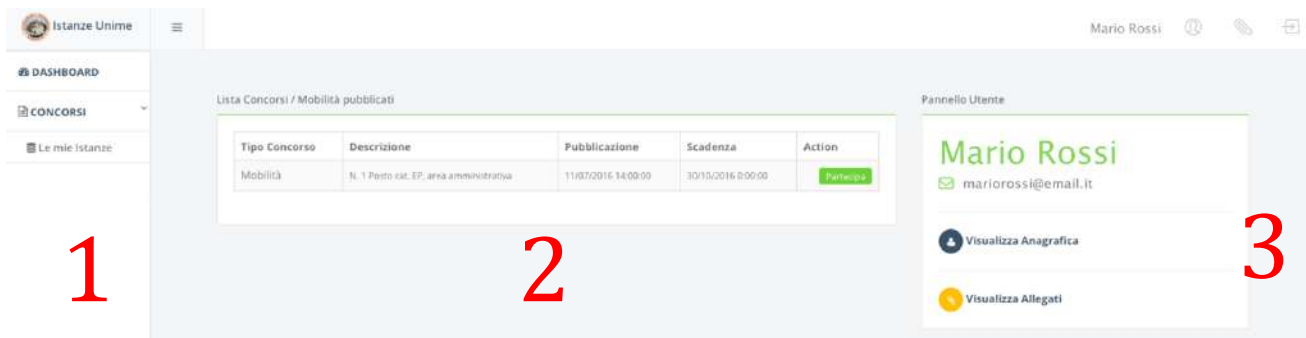 Istanze Unime
Mario Rossi
DASHBOARD
CONCORSI
Le mie Istanze
1
Lista Concorsi / Mobilità pubblicati
Tipo Concorso Descrizione Pubblicazione Scadenza Action
Mobilità N. 1 Posto cat. EP, area amministrativa 11/07/2016 14:00:00 30/10/2016 0:00:00 Partecipa
2
Pannello Utente
Mario Rossi
mariorossi@email.it
Visualizza Anagrafica
Visualizza Allegati
3